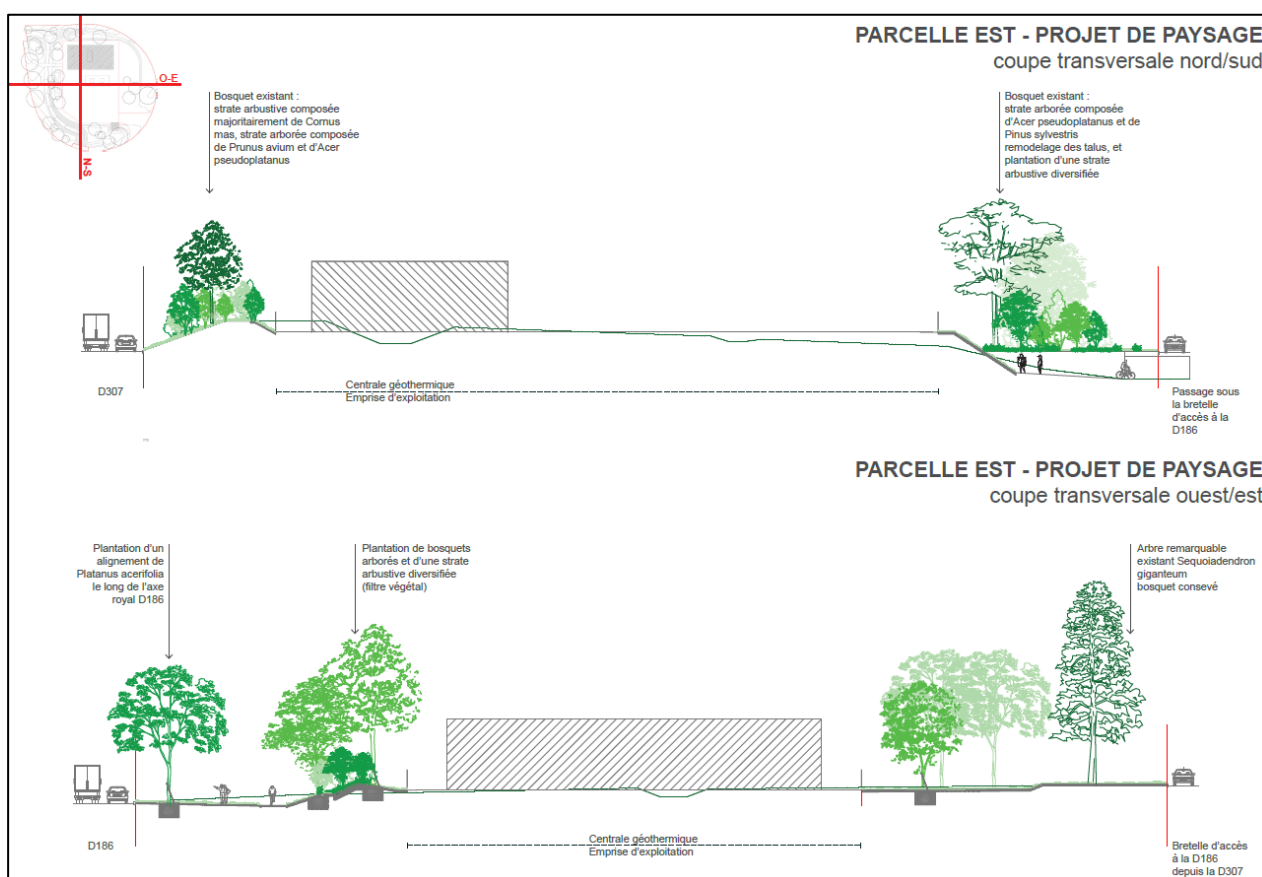 PARCELLE EST - PROJET DE PAYSAGE
coupe transversale nord/sud
O-E
N-S
Bosquet existant :
strate arbustive composée
majoritairement de Cornus
mas, strate arborée composée
de Prunus avium et d'Acer
pseudoplatanus
Bosquet existant :
strate arborée composée
d'Acer pseudoplatanus et de
Pinus sylvestris
remodelage des talus, et
plantation d'une strate
arbustive diversifiée
D307
Centrale géothermique
Emprise d'exploitation
Passage sous
la bretelle
d'accès à la
D186
PARCELLE EST - PROJET DE PAYSAGE
coupe transversale ouest/est
Plantation d'un
alignement de
Platanus acerifolia
le long de l'axe
royal D186
Plantation de bosquets
arborés et d'une strate
arbustive diversifiée
(filtre végétal)
Arbre remarquable
existant Sequoiadendron
giganteum
bosquet consevé
D186
Centrale géothermique
Emprise d'exploitation
Bretelle d'accès
à la D186
depuis la D307